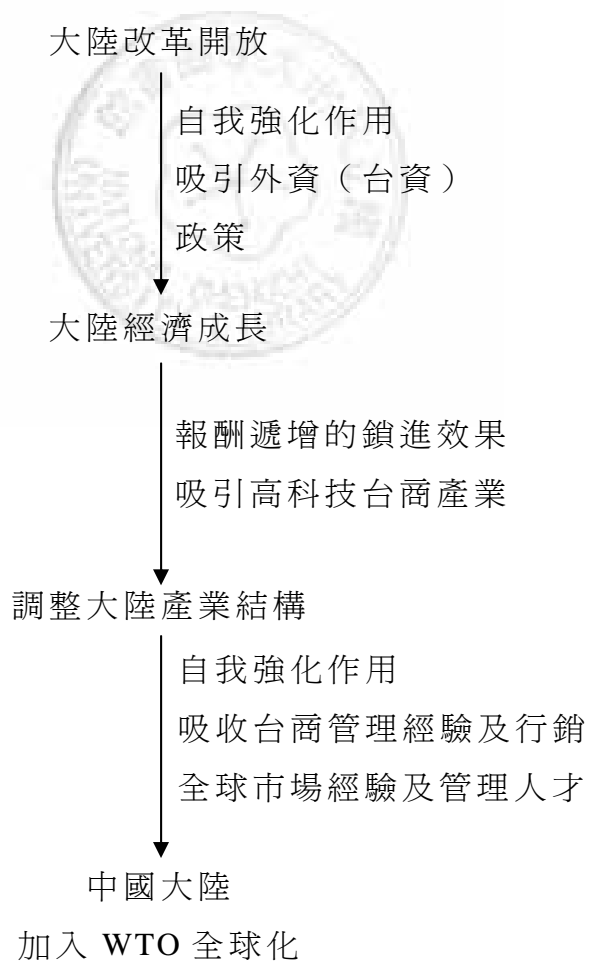 大陸改革開放
自我強化作用
吸引外資（台資）
政策
大陸經濟成長
報酬遞增的鎖進效果
吸引高科技台商產業
調整大陸產業結構
自我強化作用
吸收台商管理經驗及行銷
全球市場經驗及管理人才
中國大陸
加入 WTO 全球化